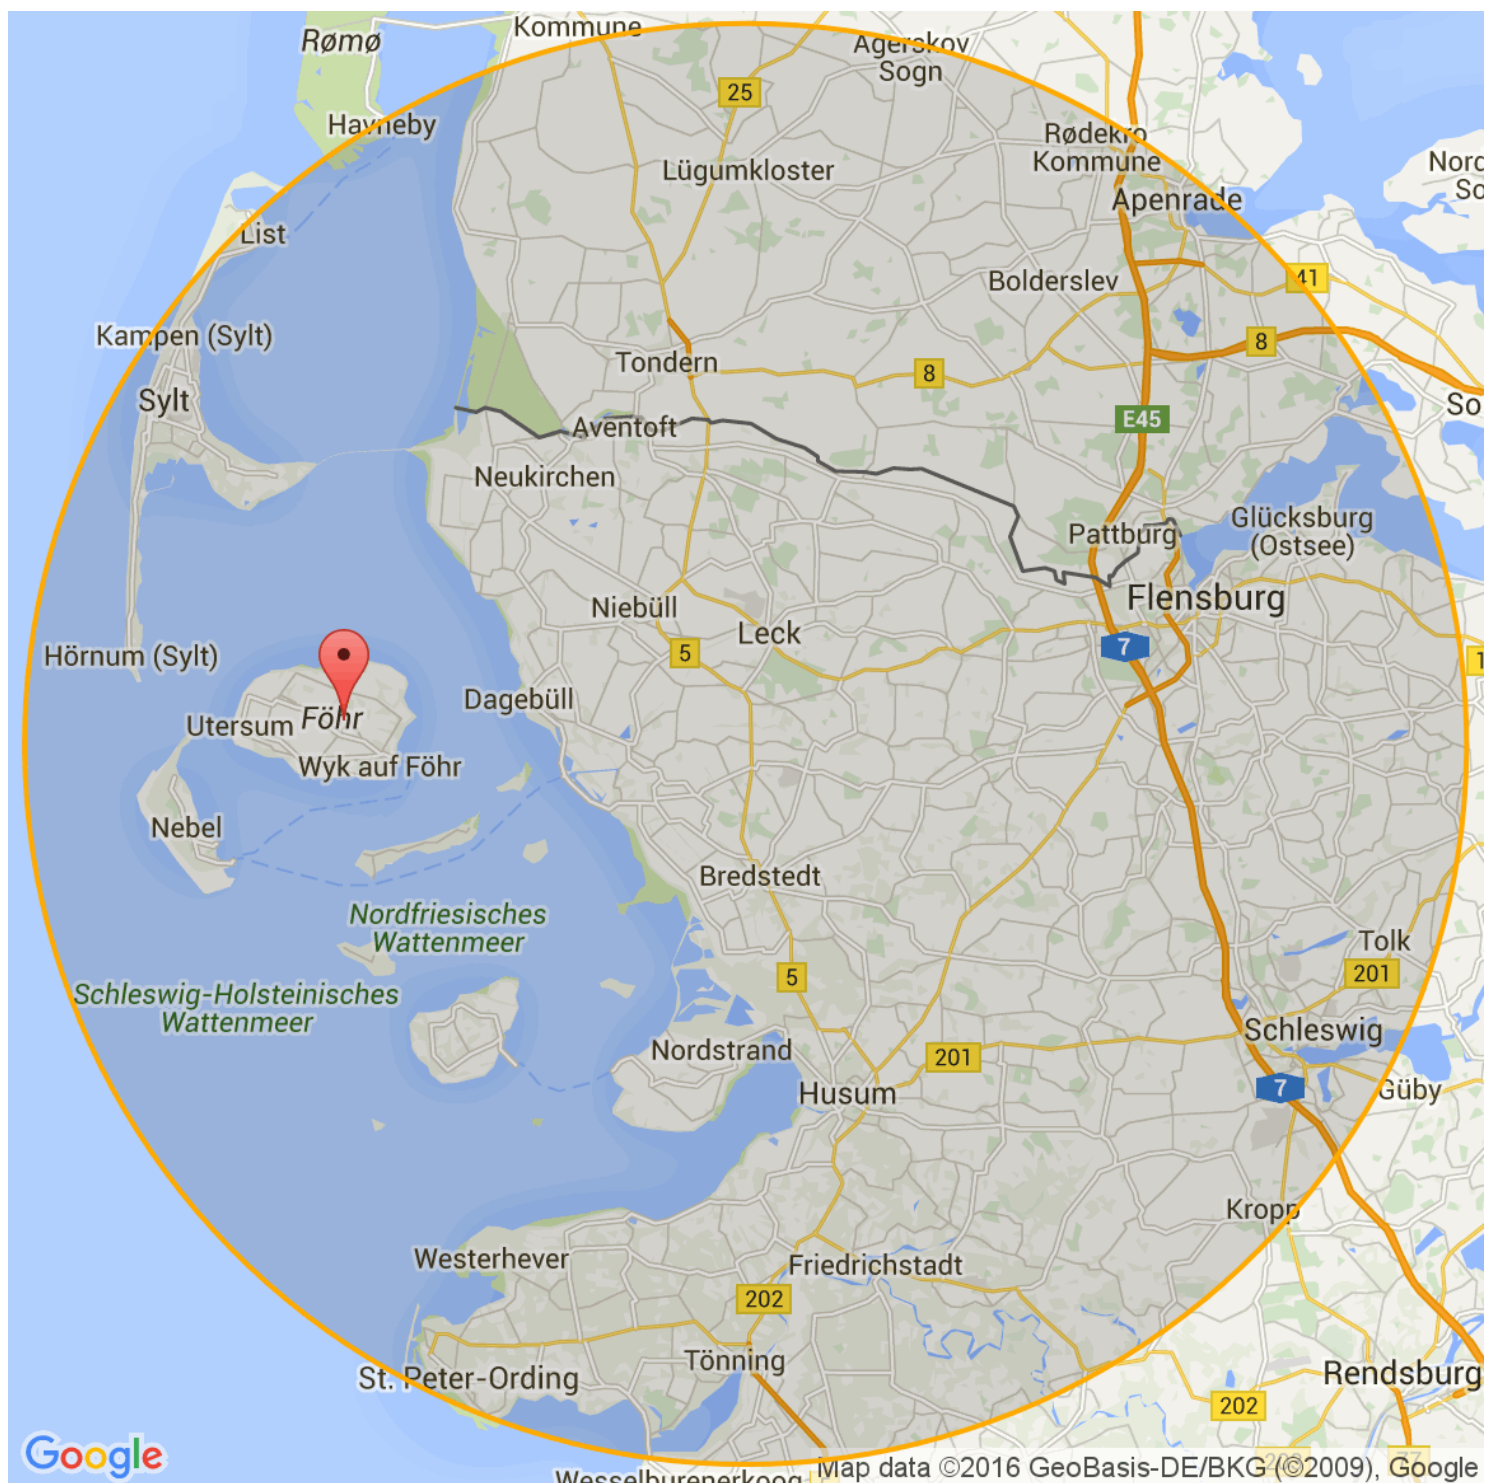 Kommune
Rømø
Agerskov
Sogn
25
Havneby
Rødekro
Kommune
Lügumkloster
Apenrade
List
Bolderslev
41
Kampen (Sylt)
8
Tondern
8
Sylt
E45
Aventoft
Neukirchen
Glücksburg
(Ostsee)
Pattburg
Flensburg
Niebüll
Leck
7
5
Hörnum (Sylt)
Dagebüll
Utersum
Föhr
Wyk auf Föhr
Nebel
Bredstedt
Nordfriesisches
Wattenmeer
Tolk
201
5
Schleswig-Holsteinisches
Wattenmeer
Schleswig
Nordstrand
201
Husum
7
Güby
Kropp
Westerhever
Friedrichstadt
202
Tönning
St. Peter-Ording
Rendsburg
202
Google
Map data ©2016 GeoBasis-DE/BKG (©2009), Google
Wesselburenerkoog